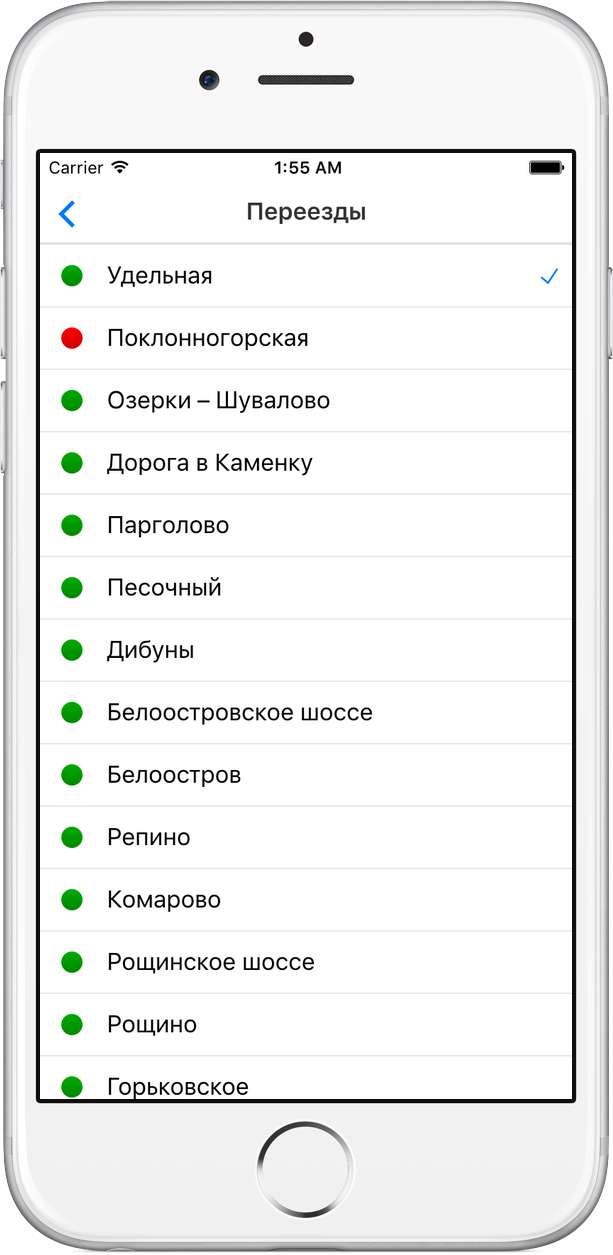 Carrier 1:55 AM
Переезды
Удельная
Поклонногорская
Озерки – Шувалово
Дорога в Каменку
Парголово
Песочный
Дибуны
Белоостровское шоссе
Белоостров
Репино
Комарово
Рощинское шоссе
Рощино
Горьковское